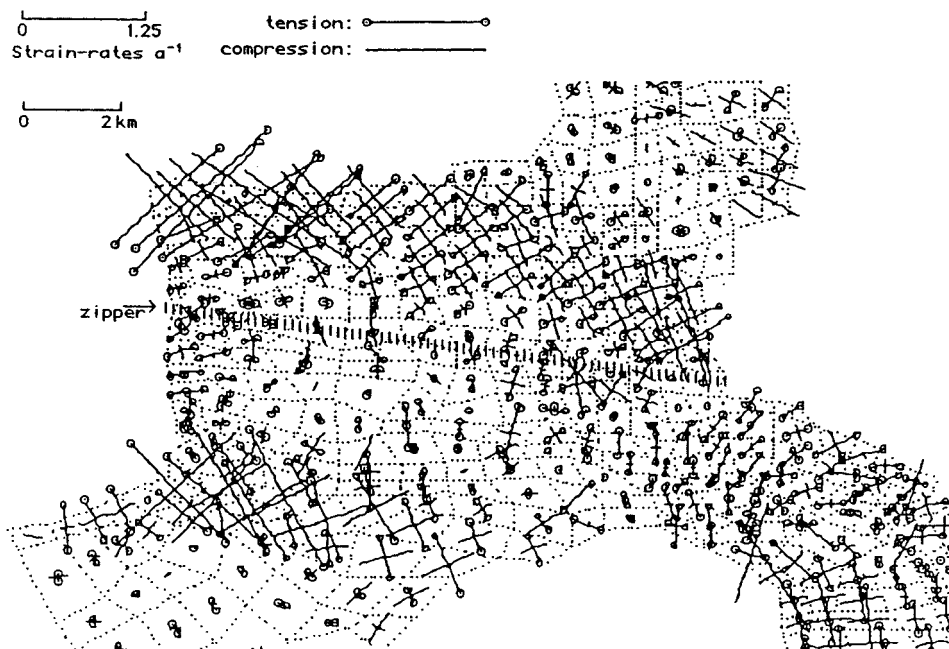 0 1.25
Strain-rates a⁻¹
tension:
compression:
0 2km
zipper